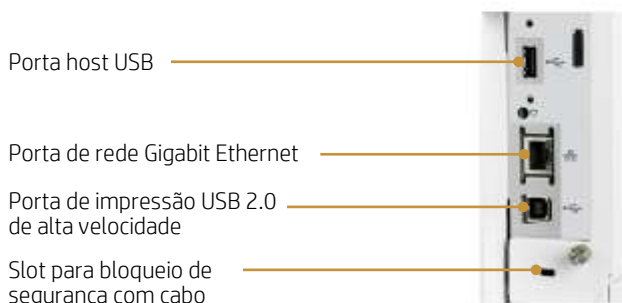 Porta host USB
Porta de rede Gigabit Ethernet
Porta de impressão USB 2.0
de alta velocidade
Slot para bloqueio de
segurança com cabo